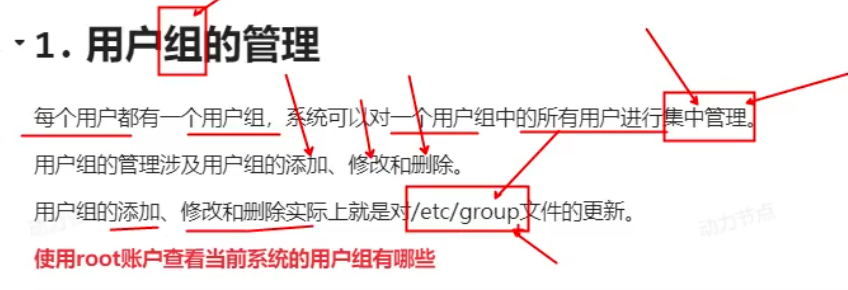 1. 用户组的管理
每个用户都有一个用户组，系统可以对一个用户组中的所有用户进行集中管理。
用户组的管理涉及用户组的添加、修改和删除。
用户组的添加、修改和删除实际上就是对/etc/group文件的更新。
动力节点
使用root账户查看当前系统的用户组有哪些